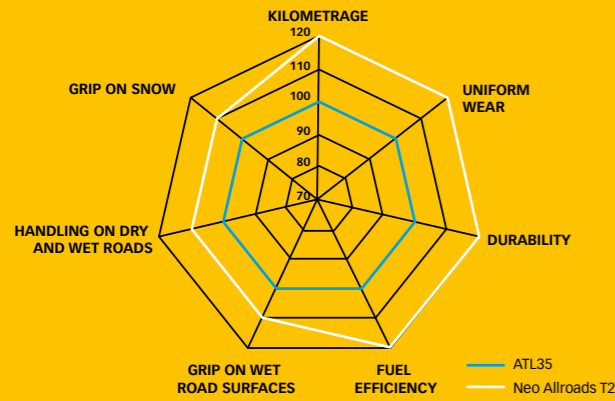 KILOMETRAGE
120
110
100
90
80
70
GRIP ON SNOW
UNIFORM
WEAR
HANDLING ON DRY
AND WET ROADS
DURABILITY
GRIP ON WET
ROAD SURFACES
FUEL
EFFICIENCY
ATL35
Neo Allroads T2